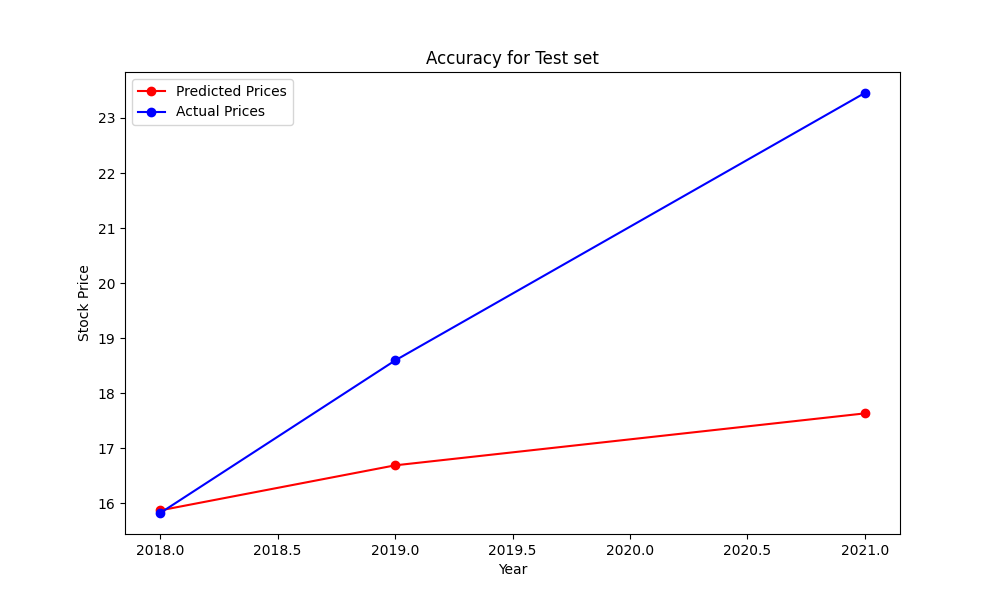 Accuracy for Test set
Predicted Prices
Actual Prices
23
22
21
20
19
18
17
16
Stock Price
2018.0 2018.5 2019.0 2019.5 2020.0 2020.5 2021.0
Year